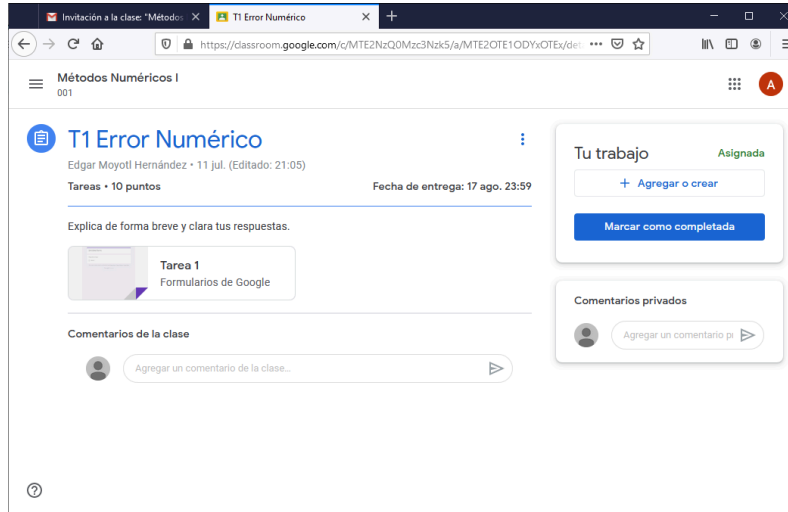 Invitación a la clase: "Métodos
T1 Error Numérico
https://classroom.google.com/c/MTE2NzQ0Mzc3Nzk5/a/MTE2OTE1ODYxOTEx/det
Métodos Numéricos I
001
A
T1 Error Numérico
Edgar Moyotl Hernández • 11 jul. (Editado: 21:05)
Tareas • 10 puntos
Fecha de entrega: 17 ago. 23:59
Explica de forma breve y clara tus respuestas.
Tarea 1
Formularios de Google
Comentarios de la clase
Agregar un comentario de la clase...
Tu trabajo
Asignada
+ Agregar o crear
Marcar como completada
Comentarios privados
Agregar un comentario pi